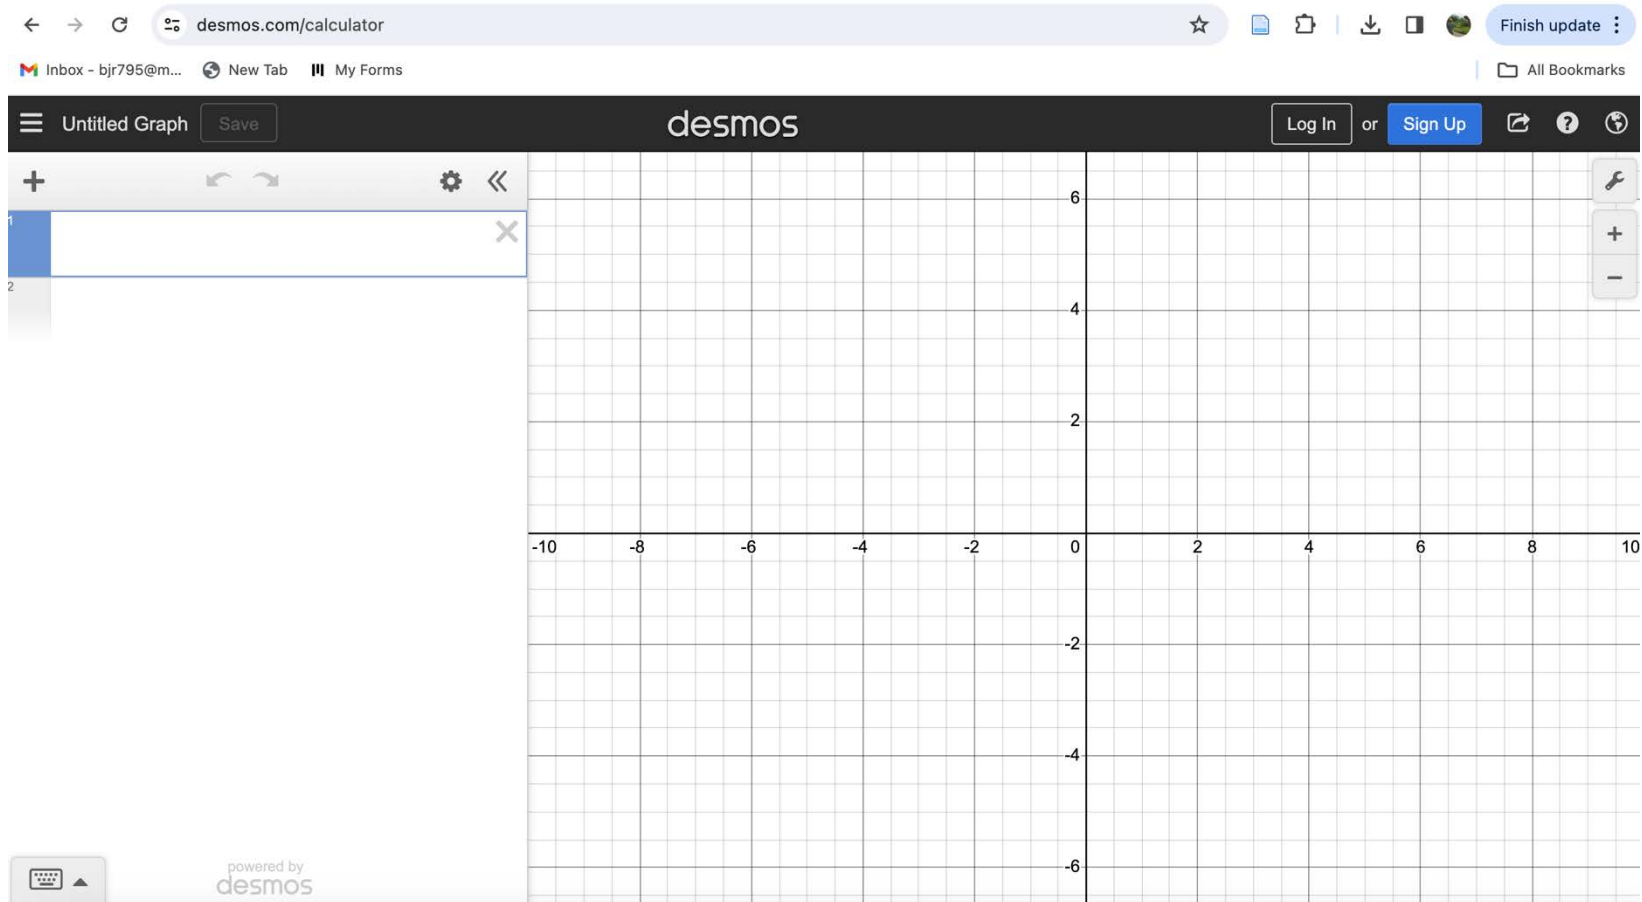 desmos.com/calculator
Finish update
Inbox - bjr795@m...
New Tab
My Forms
All Bookmarks
Untitled Graph
Save
desmos
Log In
or
Sign Up
1
2
6
4
2
-10 -8 -6 -4 -2 0 2 4 6 8 10
-2
-4
-6
powered by
desmos